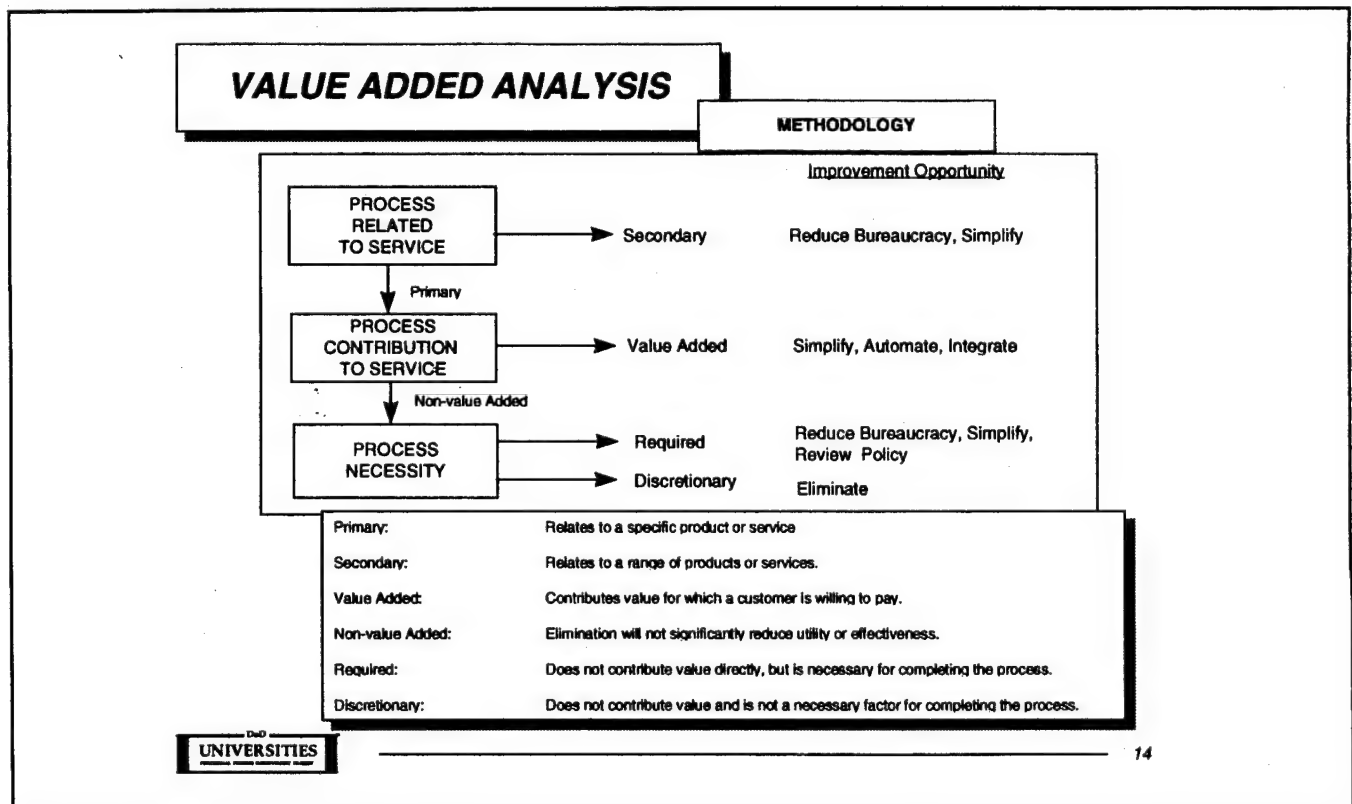 VALUE ADDED ANALYSIS
METHODOLOGY
Improvement Opportunity
PROCESS
RELATED
TO SERVICE
Secondary
Reduce Bureaucracy, Simplify
Primary
PROCESS
CONTRIBUTION
TO SERVICE
Value Added
Simplify, Automate, Integrate
Non-value Added
PROCESS
NECESSITY
Required
Reduce Bureaucracy, Simplify,
Review Policy
Discretionary
Eliminate
Primary: Relates to a specific product or service
Secondary: Relates to a range of products or services.
Value Added: Contributes value for which a customer is willing to pay.
Non-value Added: Elimination will not significantly reduce utility or effectiveness.
Required: Does not contribute value directly, but is necessary for completing the process.
Discretionary: Does not contribute value and is not a necessary factor for completing the process.
DoD
UNIVERSITIES
14